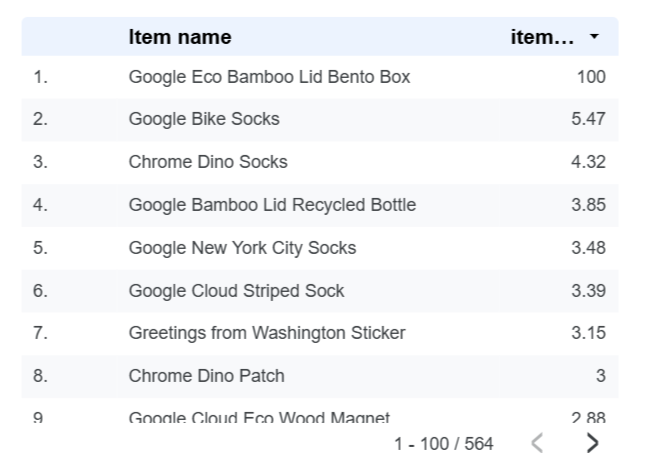 Item name item...
1. Google Eco Bamboo Lid Bento Box 100
2. Google Bike Socks 5.47
3. Chrome Dino Socks 4.32
4. Google Bamboo Lid Recycled Bottle 3.85
5. Google New York City Socks 3.48
6. Google Cloud Striped Sock 3.39
7. Greetings from Washington Sticker 3.15
8. Chrome Dino Patch 3
9 Google Cloud Eco Wood Magnet 2.88
1 - 100 / 564